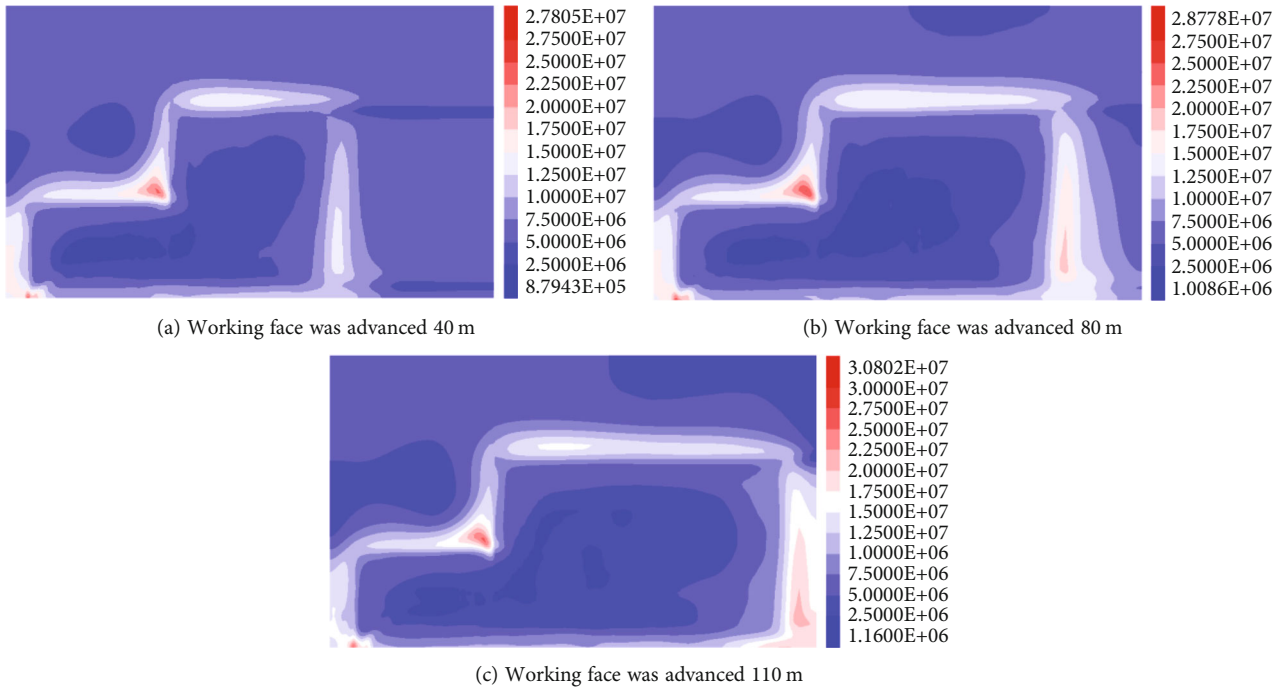 2.7805E+07
2.7500E+07
2.5000E+07
2.2500E+07
2.0000E+07
1.7500E+07
1.5000E+07
1.2500E+07
1.0000E+07
7.5000E+06
5.0000E+06
2.5000E+06
8.7943E+05
(a) Working face was advanced 40 m
2.8778E+07
2.7500E+07
2.5000E+07
2.2500E+07
2.0000E+07
1.7500E+07
1.5000E+07
1.2500E+07
1.0000E+07
7.5000E+06
5.0000E+06
2.5000E+06
1.0086E+06
(b) Working face was advanced 80 m
3.0802E+07
3.0000E+07
2.7500E+07
2.5000E+07
2.2500E+07
2.0000E+07
1.7500E+07
1.5000E+07
1.2500E+07
1.0000E+06
7.5000E+06
5.0000E+06
2.5000E+06
1.1600E+06
(c) Working face was advanced 110 m